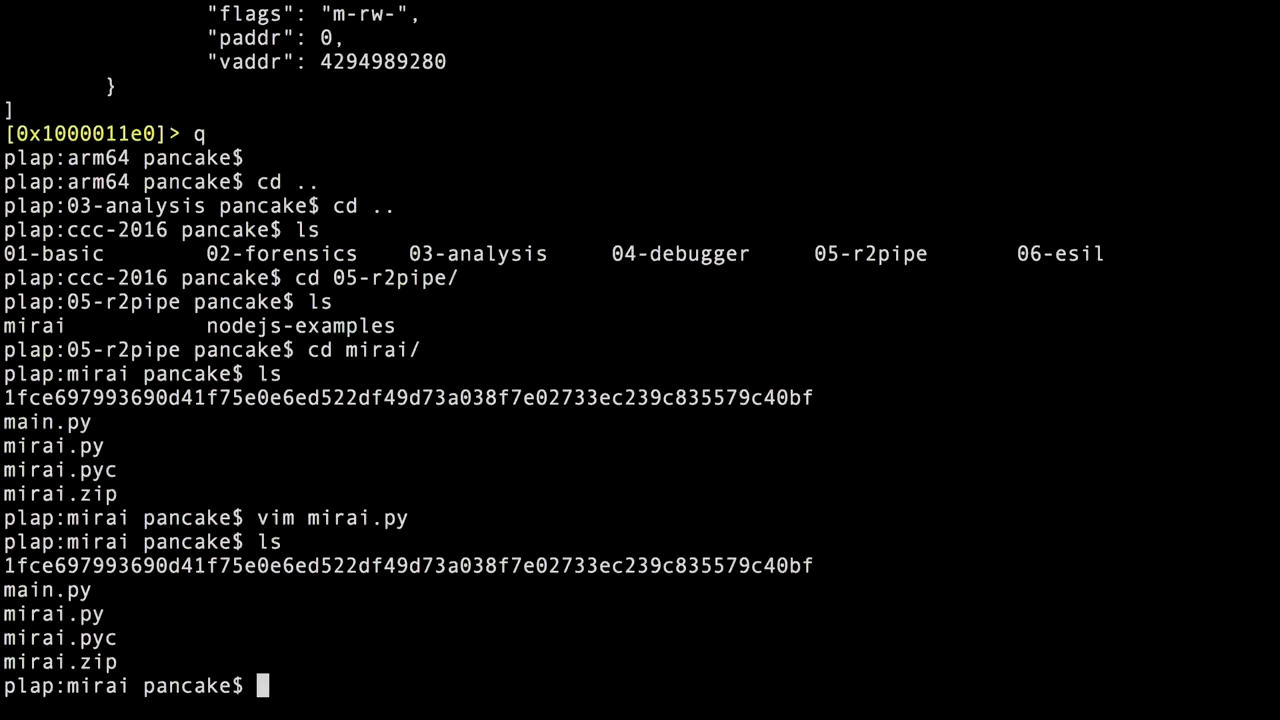 "flags": "m-rw-",
"paddr": 0,
"vaddr": 4294989280
}
]
[0x1000011e0]> q
plap:arm64 pancake$
plap:arm64 pancake$ cd ..
plap:03-analysis pancake$ cd ..
plap:ccc-2016 pancake$ ls
01-basic 02-forensics 03-analysis 04-debugger 05-r2pipe 06-esil
plap:ccc-2016 pancake$ cd 05-r2pipe/
plap:05-r2pipe pancake$ ls
mirai nodejs-examples
plap:05-r2pipe pancake$ cd mirai/
plap:mirai pancake$ ls
1fce697993690d41f75e0e6ed522df49d73a038f7e02733ec239c835579c40bf
main.py
mirai.py
mirai.pyc
mirai.zip
plap:mirai pancake$ vim mirai.py
plap:mirai pancake$ ls
1fce697993690d41f75e0e6ed522df49d73a038f7e02733ec239c835579c40bf
main.py
mirai.py
mirai.pyc
mirai.zip
plap:mirai pancake$